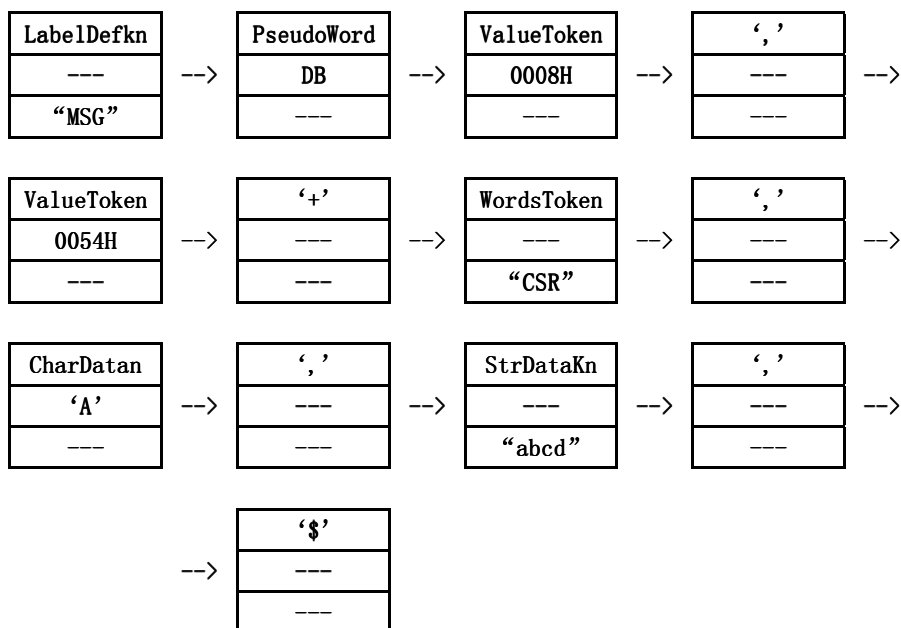 LabelDefkn PseudoWord ValueToken ‘,’
--- --> DB --> 0008H --> --- -->
“MSG” --- --- ---
ValueToken ‘+’ WordsToken ‘,’
0054H --> --- --> --- --> --- -->
--- --- “CSR” ---
CharDatan ‘,’ StrDataKn ‘,’
‘A’ --> --- --> --- --> --- -->
--- --- “abcd” ---
‘$’
--> ---
---